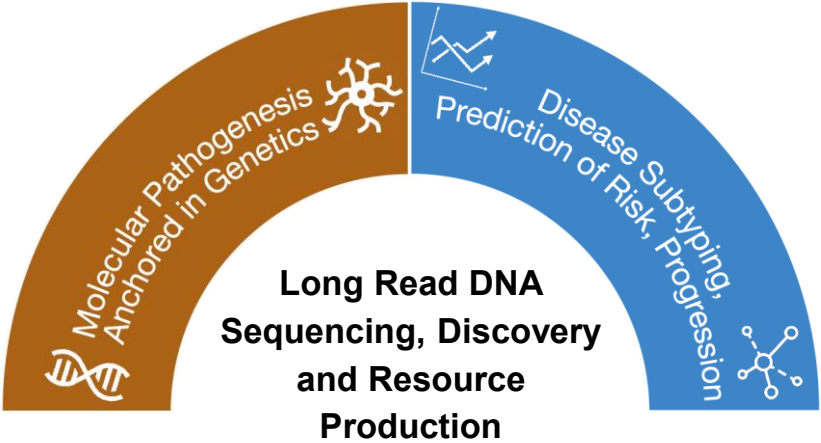 Molecular Pathogenesis
Anchored in Genetics
Disease Subtyping,
Prediction of Risk, Progression
Long Read DNA
Sequencing, Discovery
and Resource
Production